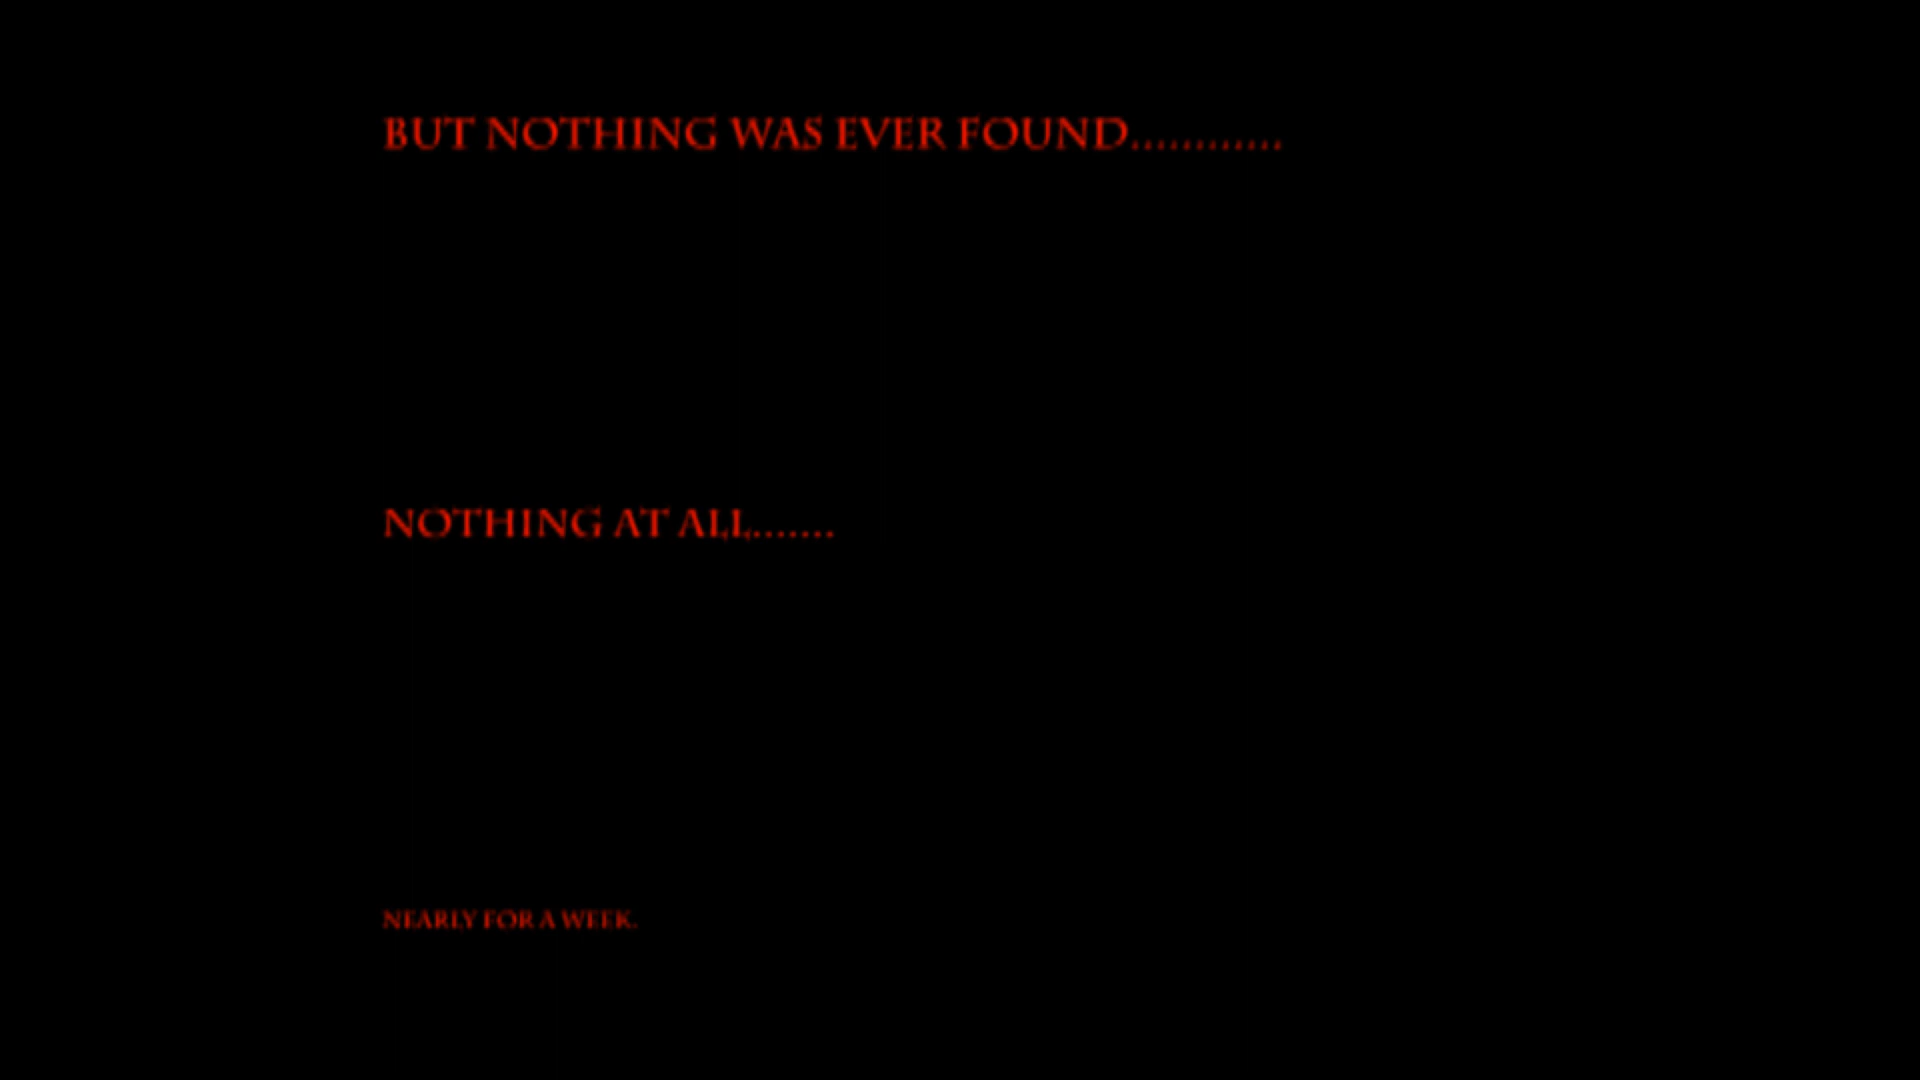 BUT NOTHING WAS EVER FOUND............
NOTHING AT ALL.......
NEARLY FOR A WEEK.